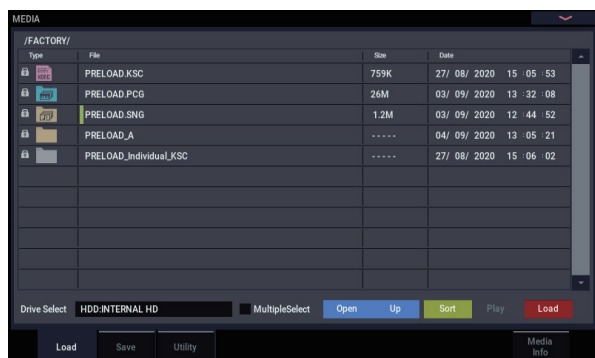 MEDIA
/FACTORY/
Type File Size Date
PRELOAD.KSC 759K 27/ 08/ 2020 15 :05 :53
PRELOAD.PCG 26M 03/ 09/ 2020 13 :32 :08
PRELOAD.SNG 1.2M 03/ 09/ 2020 12 :44 :52
PRELOAD_A ----- 04/ 09/ 2020 13 :05 :21
PRELOAD_Individual_KSC ----- 27/ 08/ 2020 15 :06 :02
Drive Select HDD:INTERNAL HD MultipleSelect Open Up Sort Play Load
Load Save Utility Media
Info